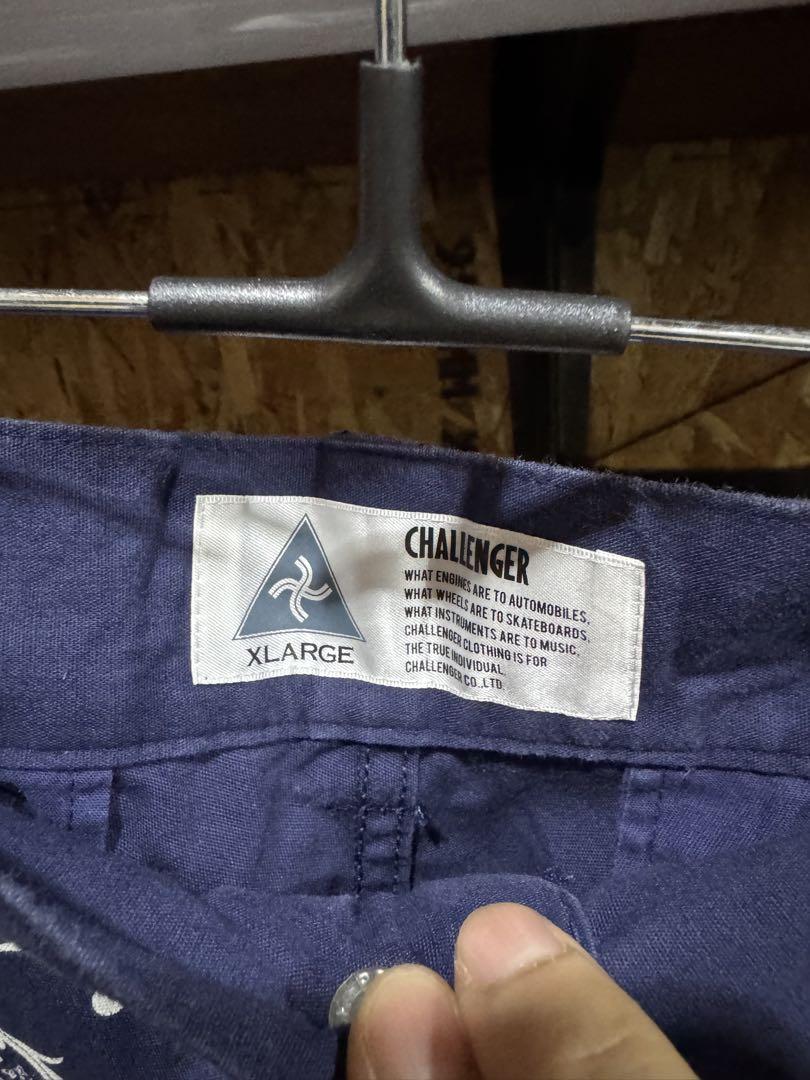 XLARGE
CHALLENGER
WHAT ENGINES ARE TO AUTOMOBILES,
WHAT WHEELS ARE TO SKATEBOARDS,
WHAT INSTRUMENTS ARE TO MUSIC,
CHALLENGER CLOTHING IS FOR
THE TRUE INDIVIDUAL.
CHALLENGER CO.,LTD.